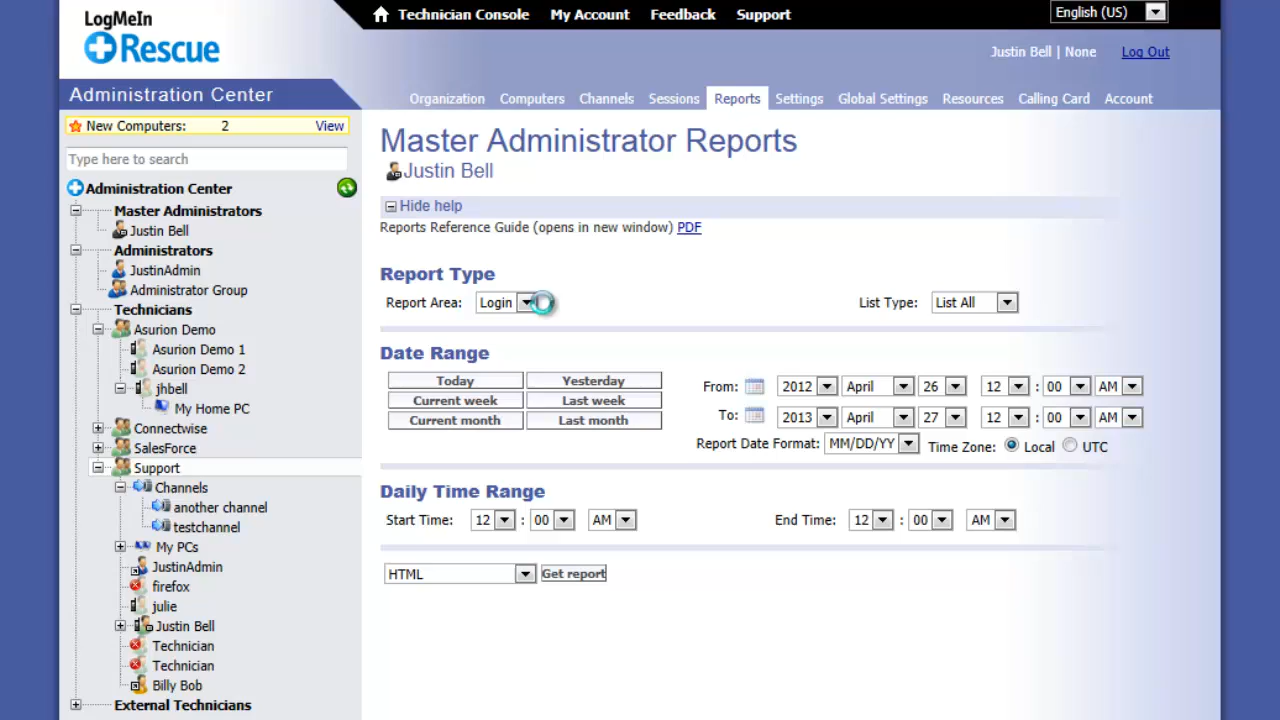 LogMeIn
Rescue
Technician Console My Account Feedback Support
English (US)
Justin Bell | None Log Out
Administration Center
Organization Computers Channels Sessions Reports Settings Global Settings Resources Calling Card Account
New Computers: 2 View
Type here to search
Administration Center
Master Administrators
Justin Bell
Administrators
JustinAdmin
Administrator Group
Technicians
Asurion Demo
Asurion Demo 1
Asurion Demo 2
jhbell
My Home PC
Connectwise
SalesForce
Support
Channels
another channel
testchannel
My PCs
JustinAdmin
firefox
julie
Justin Bell
Technician
Technician
Billy Bob
External Technicians
Master Administrator Reports
Justin Bell
Hide help
Reports Reference Guide (opens in new window) PDF
Report Type
Report Area: Login List Type: List All
Date Range
Today Yesterday
Current week Last week
Current month Last month
From: 2012 April 26 12 : 00 AM
To: 2013 April 27 12 : 00 AM
Report Date Format: MM/DD/YY Time Zone: Local UTC
Daily Time Range
Start Time: 12 : 00 AM End Time: 12 : 00 AM
HTML Get report